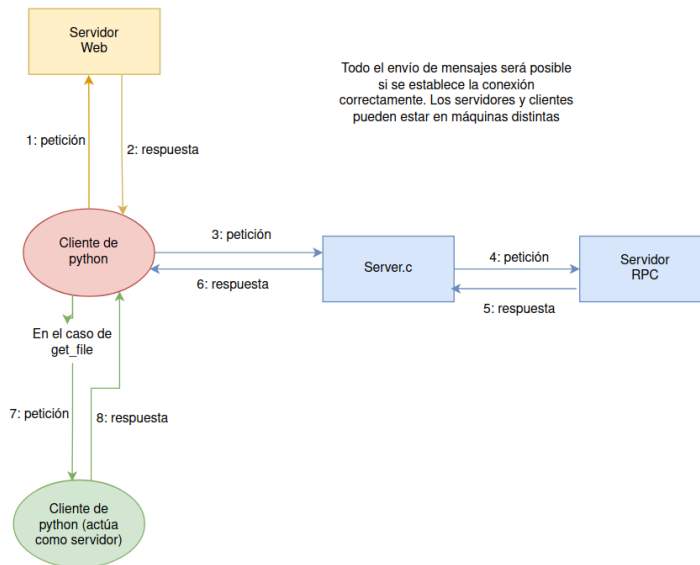 Servidor
Web
Todo el envío de mensajes será posible
si se establece la conexión
correctamente. Los servidores y clientes
pueden estar en máquinas distintas
1: petición
2: respuesta
Cliente de
python
3: petición
6: respuesta
Server.c
4: petición
5: respuesta
Servidor
RPC
En el caso de
get_file
7: petición
8: respuesta
Cliente de
python (actúa
como servidor)